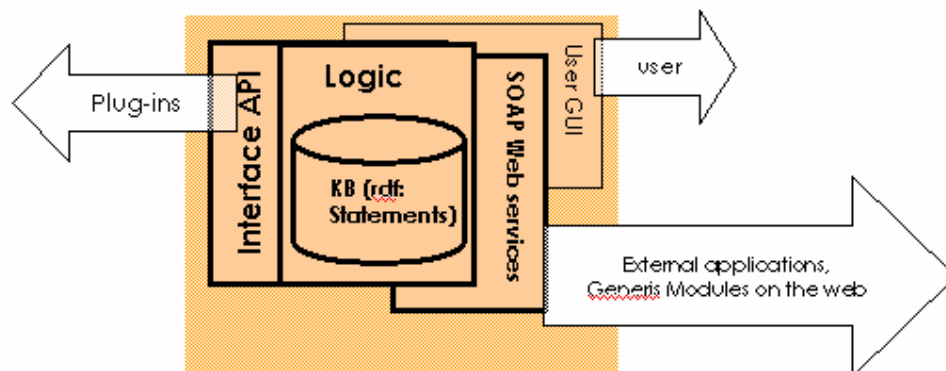 Plug-ins
Interface API
Logic
KB (rdf:
Statements)
SOAP Web services
User GUI
user
External applications,
Generis Modules on the web